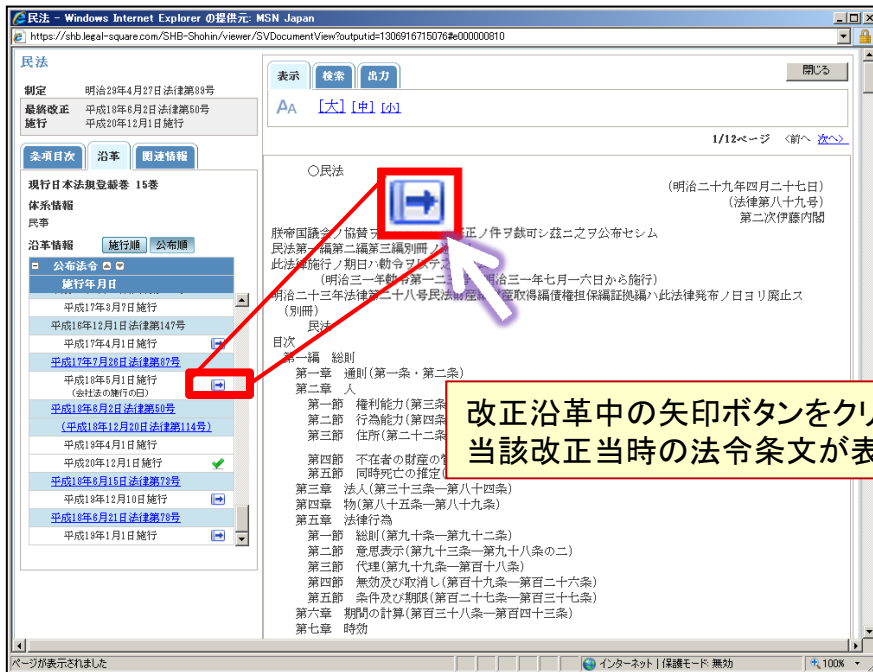 民法 - Windows Internet Explorer の提供元: MSN Japan
https://shb.legal-square.com/SHB-Shohin/viewer/SVDocumentView?outputid=1306916715076#e000000810
民法
制定 明治29年4月27日法律第89号
最終改正 平成18年6月2日法律第50号
施行 平成20年12月1日施行
条項目次 沿革 関連情報
現行日本法規登載巻 15巻
体系情報
民事
沿革情報 施行順 公布順
公布法令
施行年月日
平成17年3月7日施行
平成16年12月1日法律第147号
平成17年4月1日施行
平成17年7月26日法律第87号
平成18年5月1日施行
(会社法の施行の日)
平成18年6月2日法律第50号
(平成18年12月20日法律第114号)
平成19年4月1日施行
平成20年12月1日施行
平成18年6月15日法律第73号
平成19年12月10日施行
平成18年6月21日法律第78号
平成19年1月1日施行
表示 検索 出力
閉じる
AA [大] [中] [小]
1/12ページ 〈前へ 次へ〉
○民法
(明治二十九年四月二十七日)
(法律第八十九号)
第二次伊藤内閣
朕帝国議会ノ協賛ヲ 正ノ件ヲ裁可シ茲ニ之ヲ公布セシム
民法第一編第二編第三編別冊ノ
此法律施行ノ期日ハ勅令ヲ以テ
(明治三一年勅令第一二三 明治三一年七月一六日から施行)
明治二十三年法律第二十八号民法財産 産取得編債権担保編証拠編ハ此法律発布ノ日ヨリ廃止ス
(別冊)
民法
目次
第一編 総則
第一章 通則(第一条・第二条)
第二章 人
第一節 権利能力(第三条
第二節 行為能力(第四条
第三節 住所(第二十二条
第四節 不在者の財産の
第五節 同時死亡の推定(
第三章 法人(第三十三条―第八十四条)
第四章 物(第八十五条―第八十九条)
第五章 法律行為
第一節 総則(第九十条―第九十二条)
第二節 意思表示(第九十三条―第九十八条の二)
第三節 代理(第九十九条―第百十八条)
第四節 無効及び取消し(第百十九条―第百二十六条)
第五節 条件及び期限(第百二十七条―第百三十七条)
第六章 期間の計算(第百三十八条―第百四十三条)
第七章 時効
改正沿革中の矢印ボタンをクリ
当該改正当時の法令条文が表
ページが表示されました
インターネット | 保護モード: 無効
100%